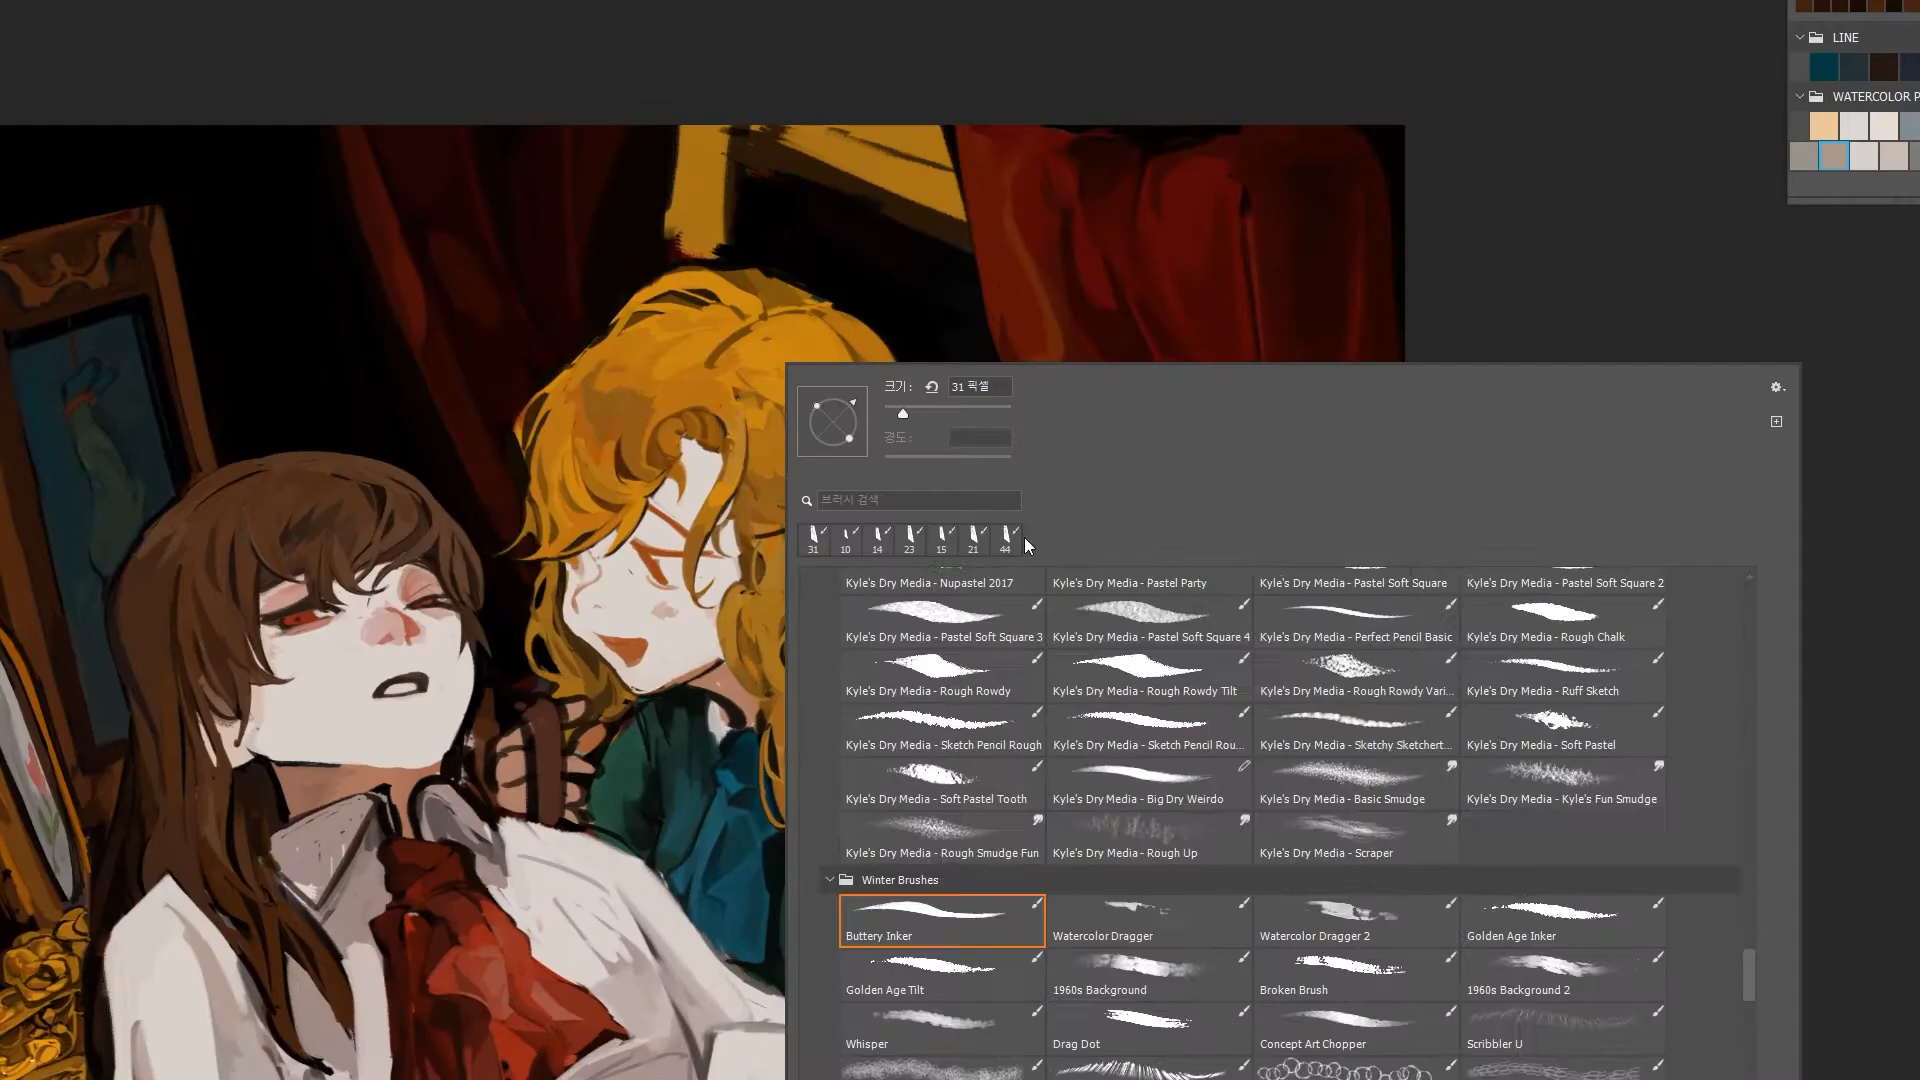 LINE
WATERCOLOR P
크기: 31 픽셀
경도:
브러시 검색
31 10 14 23 15 21 44
Kyle's Dry Media - Nupastel 2017 Kyle's Dry Media - Pastel Party Kyle's Dry Media - Pastel Soft Square Kyle's Dry Media - Pastel Soft Square 2
Kyle's Dry Media - Pastel Soft Square 3 Kyle's Dry Media - Pastel Soft Square 4 Kyle's Dry Media - Perfect Pencil Basic Kyle's Dry Media - Rough Chalk
Kyle's Dry Media - Rough Rowdy Kyle's Dry Media - Rough Rowdy Tilt Kyle's Dry Media - Rough Rowdy Vari... Kyle's Dry Media - Ruff Sketch
Kyle's Dry Media - Sketch Pencil Rough Kyle's Dry Media - Sketch Pencil Rou... Kyle's Dry Media - Sketchy Sketchert... Kyle's Dry Media - Soft Pastel
Kyle's Dry Media - Soft Pastel Tooth Kyle's Dry Media - Big Dry Weirdo Kyle's Dry Media - Basic Smudge Kyle's Dry Media - Kyle's Fun Smudge
Kyle's Dry Media - Rough Smudge Fun Kyle's Dry Media - Rough Up Kyle's Dry Media - Scraper
Winter Brushes
Buttery Inker Watercolor Dragger Watercolor Dragger 2 Golden Age Inker
Golden Age Tilt 1960s Background Broken Brush 1960s Background 2
Whisper Drag Dot Concept Art Chopper Scribbler U